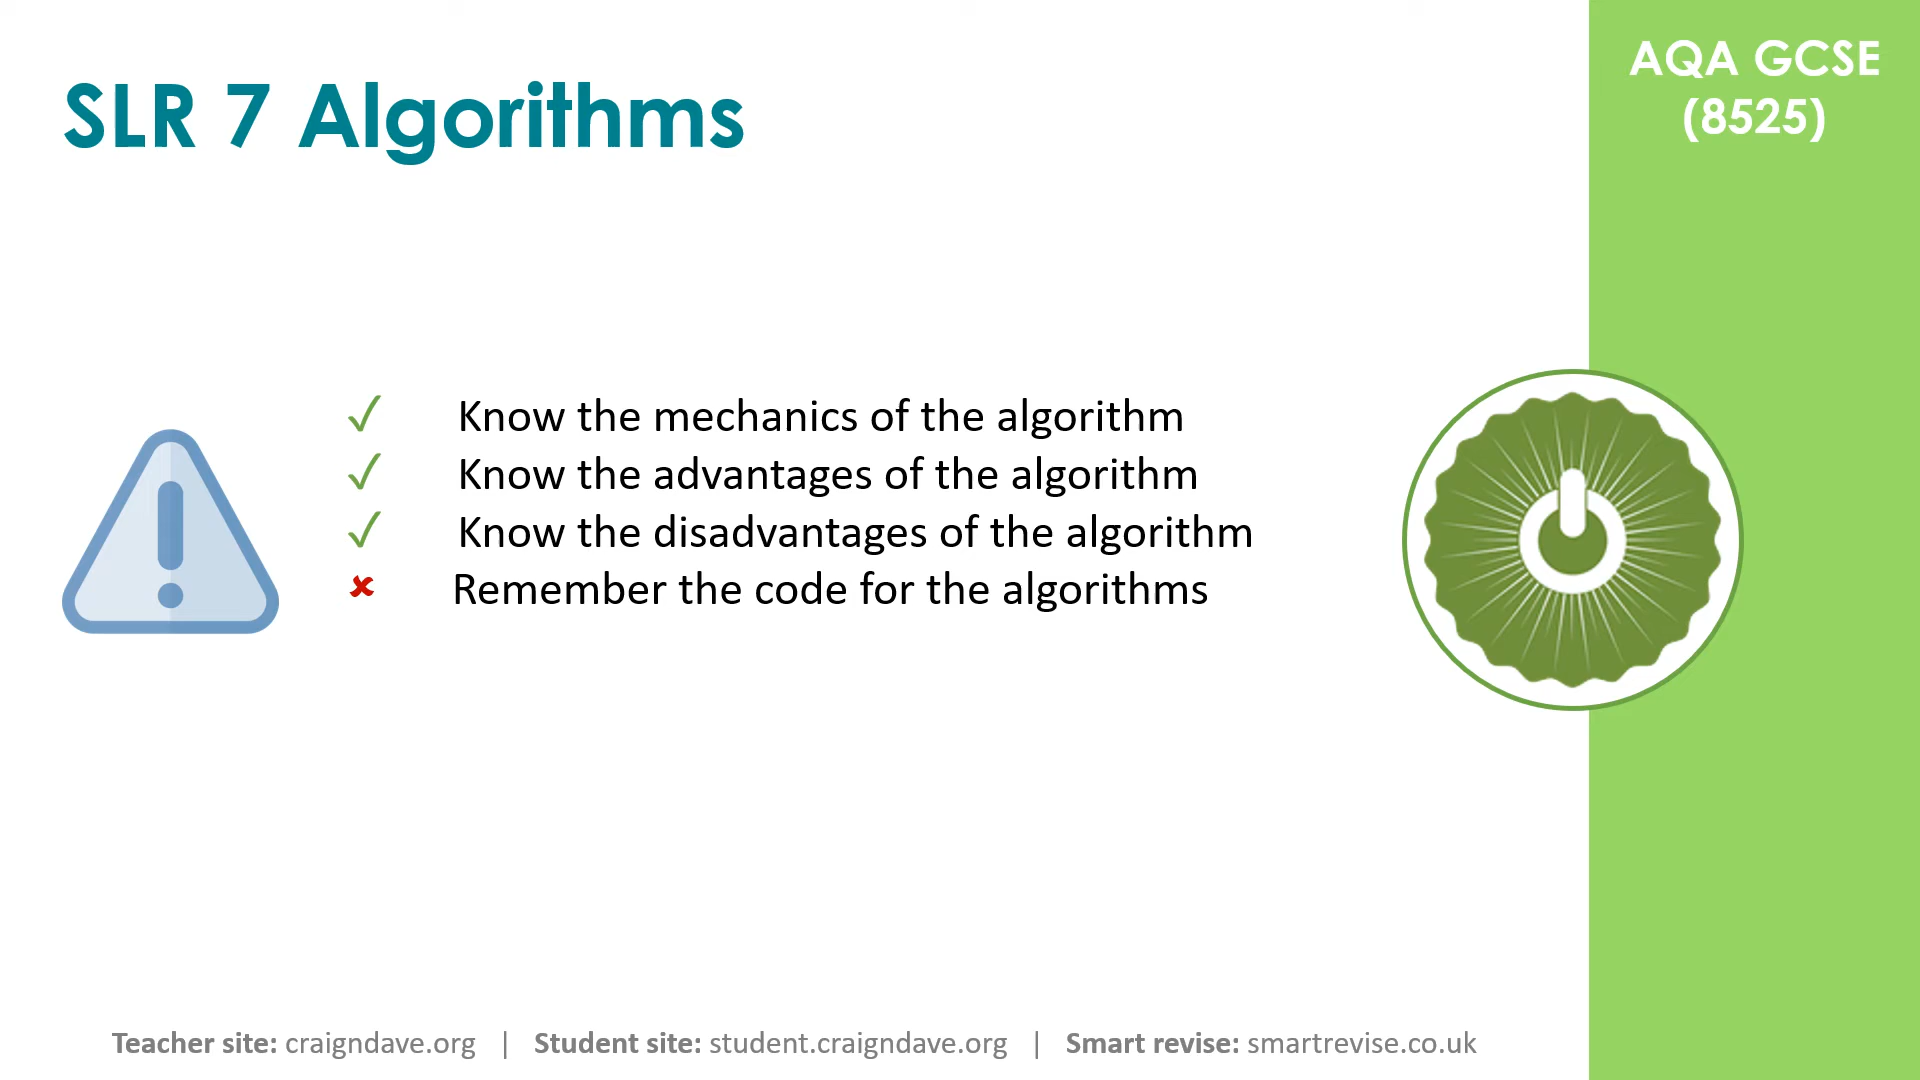 SLR 7 Algorithms
AQA GCSE
(8525)
✓ Know the mechanics of the algorithm
✓ Know the advantages of the algorithm
✓ Know the disadvantages of the algorithm
✘ Remember the code for the algorithms
Teacher site: craigndave.org | Student site: student.craigndave.org | Smart revise: smartrevise.co.uk